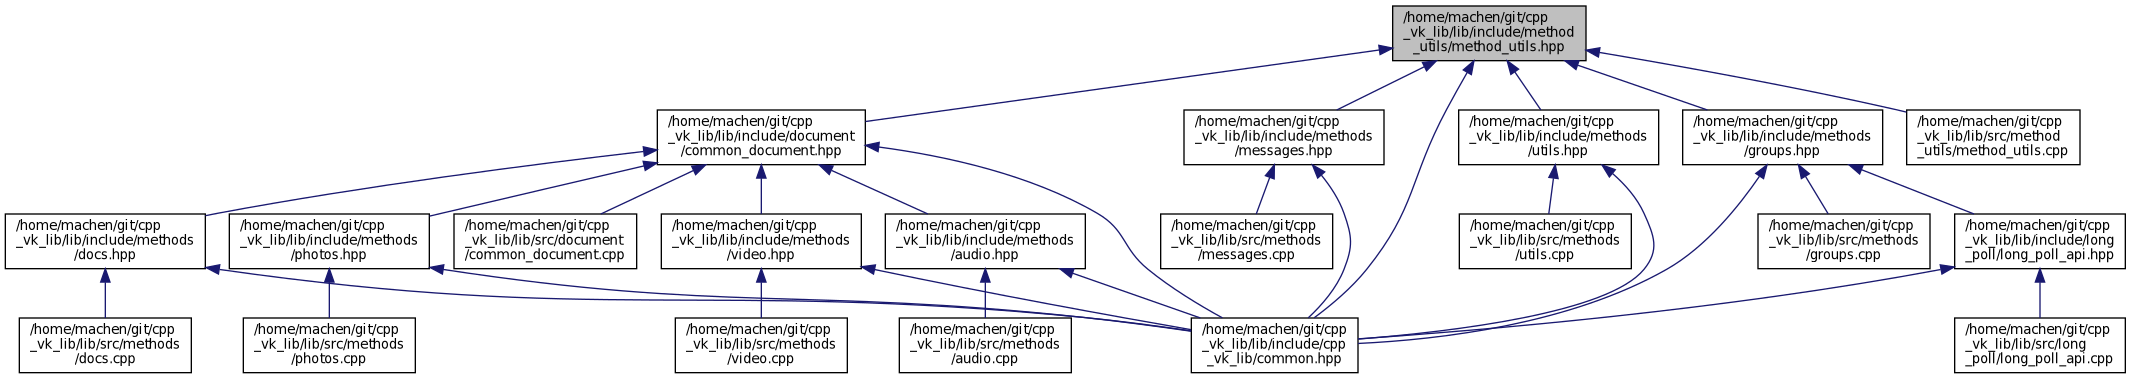 /home/machen/git/cpp
_vk_lib/lib/include/method
_utils/method_utils.hpp
/home/machen/git/cpp
_vk_lib/lib/include/document
/common_document.hpp
/home/machen/git/cpp
_vk_lib/lib/include/methods
/messages.hpp
/home/machen/git/cpp
_vk_lib/lib/include/methods
/utils.hpp
/home/machen/git/cpp
_vk_lib/lib/include/methods
/groups.hpp
/home/machen/git/cpp
_vk_lib/lib/src/method
_utils/method_utils.cpp
/home/machen/git/cpp
_vk_lib/lib/include/methods
/docs.hpp
/home/machen/git/cpp
_vk_lib/lib/include/methods
/photos.hpp
/home/machen/git/cpp
_vk_lib/lib/src/document
/common_document.cpp
/home/machen/git/cpp
_vk_lib/lib/include/methods
/video.hpp
/home/machen/git/cpp
_vk_lib/lib/include/methods
/audio.hpp
/home/machen/git/cpp
_vk_lib/lib/src/methods
/messages.cpp
/home/machen/git/cpp
_vk_lib/lib/src/methods
/utils.cpp
/home/machen/git/cpp
_vk_lib/lib/src/methods
/groups.cpp
/home/machen/git/cpp
_vk_lib/lib/include/long
_poll/long_poll_api.hpp
/home/machen/git/cpp
_vk_lib/lib/src/methods
/docs.cpp
/home/machen/git/cpp
_vk_lib/lib/src/methods
/photos.cpp
/home/machen/git/cpp
_vk_lib/lib/src/methods
/video.cpp
/home/machen/git/cpp
_vk_lib/lib/src/methods
/audio.cpp
/home/machen/git/cpp
_vk_lib/lib/include/cpp
_vk_lib/common.hpp
/home/machen/git/cpp
_vk_lib/lib/src/long
_poll/long_poll_api.cpp